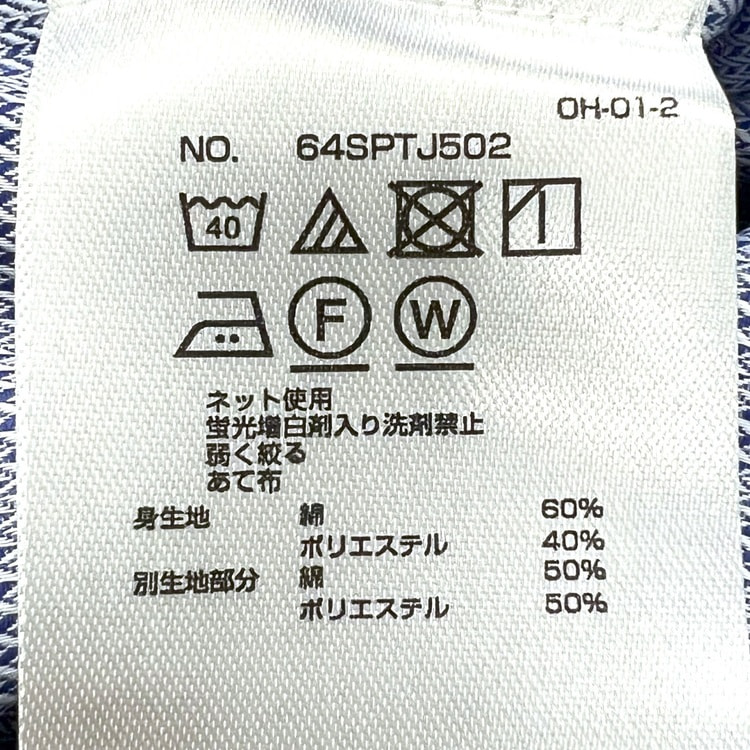 OH-01-2
NO. 64SPTJ502
40
F W
ネット使用
蛍光増白剤入り洗剤禁止
弱く絞る
あて布
身生地 綿 60%
ポリエステル 40%
別生地部分 綿 50%
ポリエステル 50%